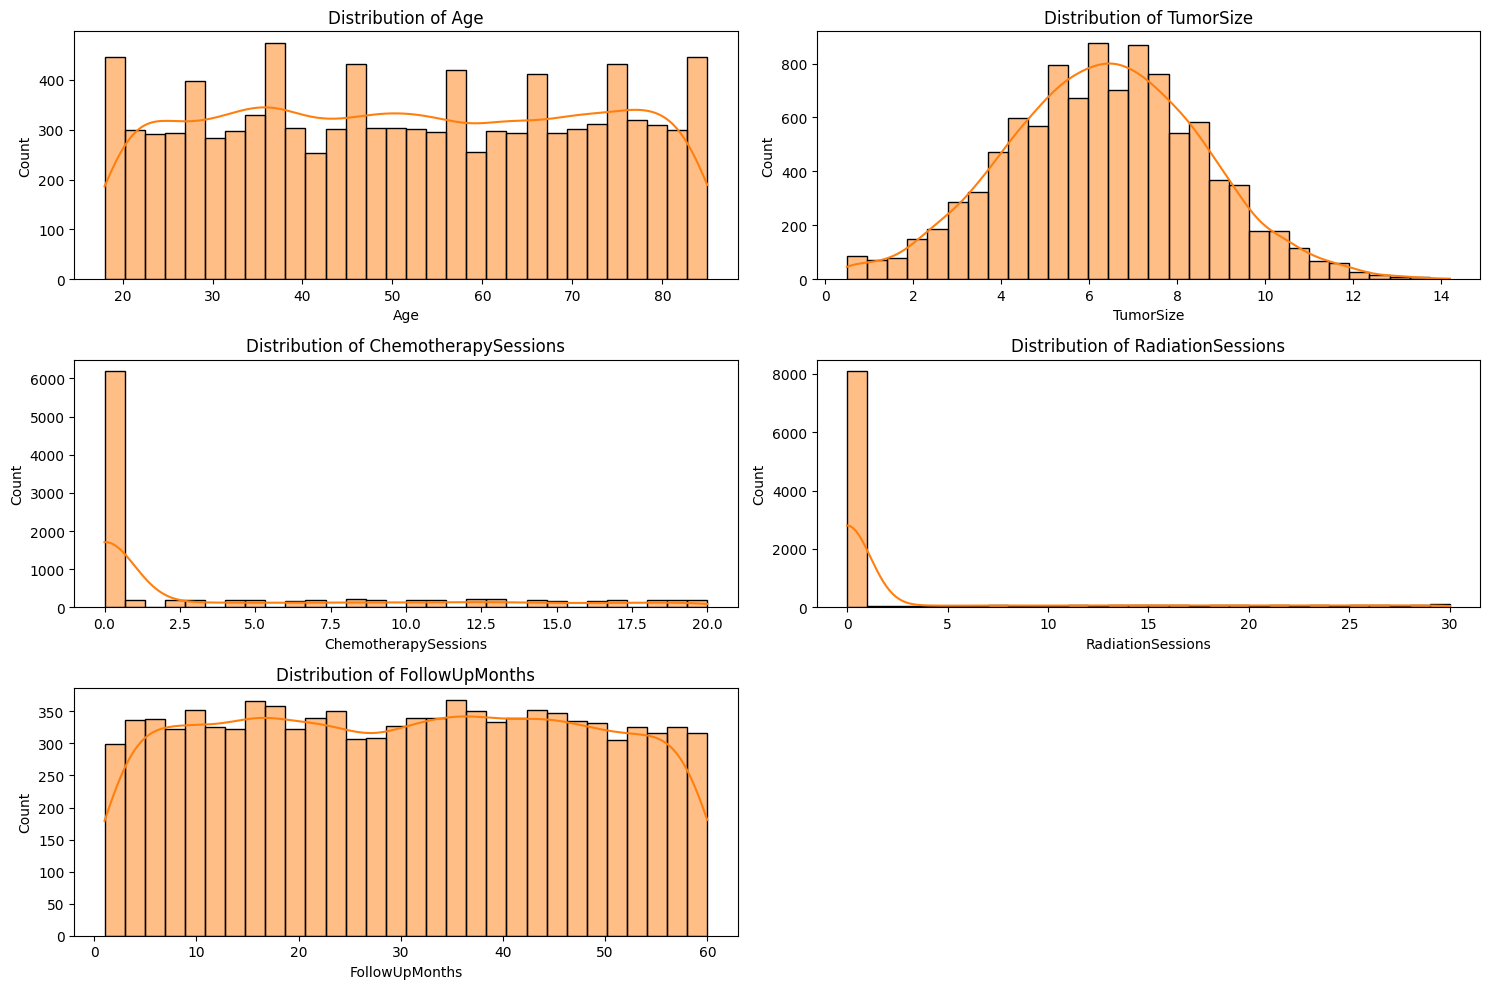 Distribution of Age
400
300
200
100
0
Count
20 30 40 50 60 70 80
Age
Distribution of TumorSize
800
600
400
200
0
Count
0 2 4 6 8 10 12 14
TumorSize
Distribution of ChemotherapySessions
6000
5000
4000
3000
2000
1000
0
Count
0.0 2.5 5.0 7.5 10.0 12.5 15.0 17.5 20.0
ChemotherapySessions
Distribution of RadiationSessions
8000
6000
4000
2000
0
Count
0 5 10 15 20 25 30
RadiationSessions
Distribution of FollowUpMonths
350
300
250
200
150
100
50
0
Count
0 10 20 30 40 50 60
FollowUpMonths